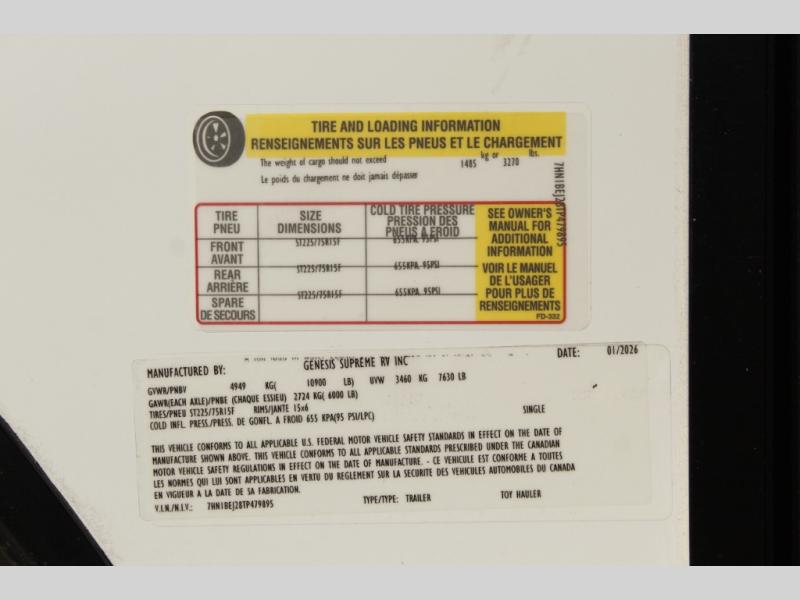 TIRE AND LOADING INFORMATION
RENSEIGNEMENTS SUR LES PNEUS ET LE CHARGEMENT
The weight of cargo should not exceed 1485 kg or 3270 lbs.
Le poids du chargement ne doit jamais dépasser
7HN1BEJ28TP479895
TIRE PNEU
SIZE DIMENSIONS
COLD TIRE PRESSURE
PRESSION DES
PNEUS A FROID
FRONT AVANT ST225/75R15F 655KPA, 95PSI
REAR ARRIÈRE ST225/75R15F 655KPA, 95PSI
SPARE DE SECOURS ST225/75R15F 655KPA, 95PSI
SEE OWNER'S
MANUAL FOR
ADDITIONAL
INFORMATION
VOIR LE MANUEL
DE L'USAGER
POUR PLUS DE
RENSEIGNEMENTS
FD-332
MANUFACTURED BY: GENESIS SUPREME RV INC DATE: 01/2026
GVWR/PNBV 4949 KG( 10900 LB) UVW 3460 KG 7630 LB
GAWR(EACH AXLE)/PNBE (CHAQUE ESSIEU) 2724 KG( 6000 LB)
TIRES/PNEU ST225/75R15F RIMS/JANTE 15x6 SINGLE
COLD INFL. PRESS./PRESS. DE GONFL. A FROID 655 KPA(95 PSI/LPC)
THIS VEHICLE CONFORMS TO ALL APPLICABLE U.S. FEDERAL MOTOR VEHICLE SAFETY STANDARDS IN EFFECT ON THE DATE OF
MANUFACTURE SHOWN ABOVE. THIS VEHICLE CONFORMS TO ALL APPLICABLE STANDARDS PRESCRIBED UNDER THE CANADIAN
MOTOR VEHICLE SAFETY REGULATIONS IN EFFECT ON THE DATE OF MANUFACTURE. - CE VEHICULE EST CONFORME A TOUTES
LES NORMES QUI LUI SONT APPLICABLES EN VERTU DU REGLEMENT SUR LA SECURITE DES VEHICULES AUTOMOBILES DU CANADA
EN VIGUEUR A LA DATE DE SA FABRICATION.
V.I.N./N.I.V.: 7HN1BEJ28TP479895 TYPE/TYPE: TRAILER TOY HAULER